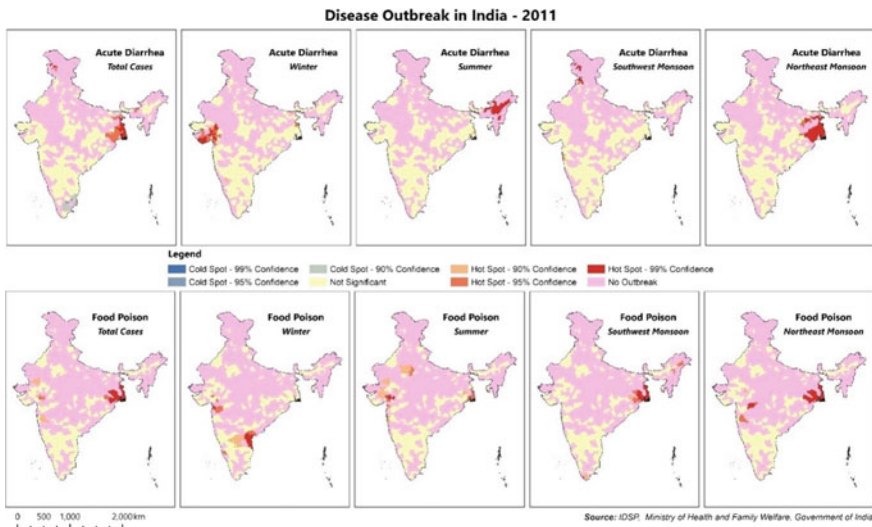 Disease Outbreak in India - 2011
Acute Diarrhea
Total Cases
Acute Diarrhea
Winter
Acute Diarrhea
Summer
Acute Diarrhea
Southwest Monsoon
Acute Diarrhea
Northeast Monsoon
Legend
Cold Spot - 99% Confidence
Cold Spot - 90% Confidence
Hot Spot - 90% Confidence
Hot Spot - 99% Confidence
Cold Spot - 95% Confidence
Not Significant
Hot Spot - 95% Confidence
No Outbreak
Food Poison
Total Cases
Food Poison
Winter
Food Poison
Summer
Food Poison
Southwest Monsoon
Food Poison
Northeast Monsoon
0 500 1,000 2,000 km
Source: IDSP, Ministry of Health and Family Welfare, Government of India